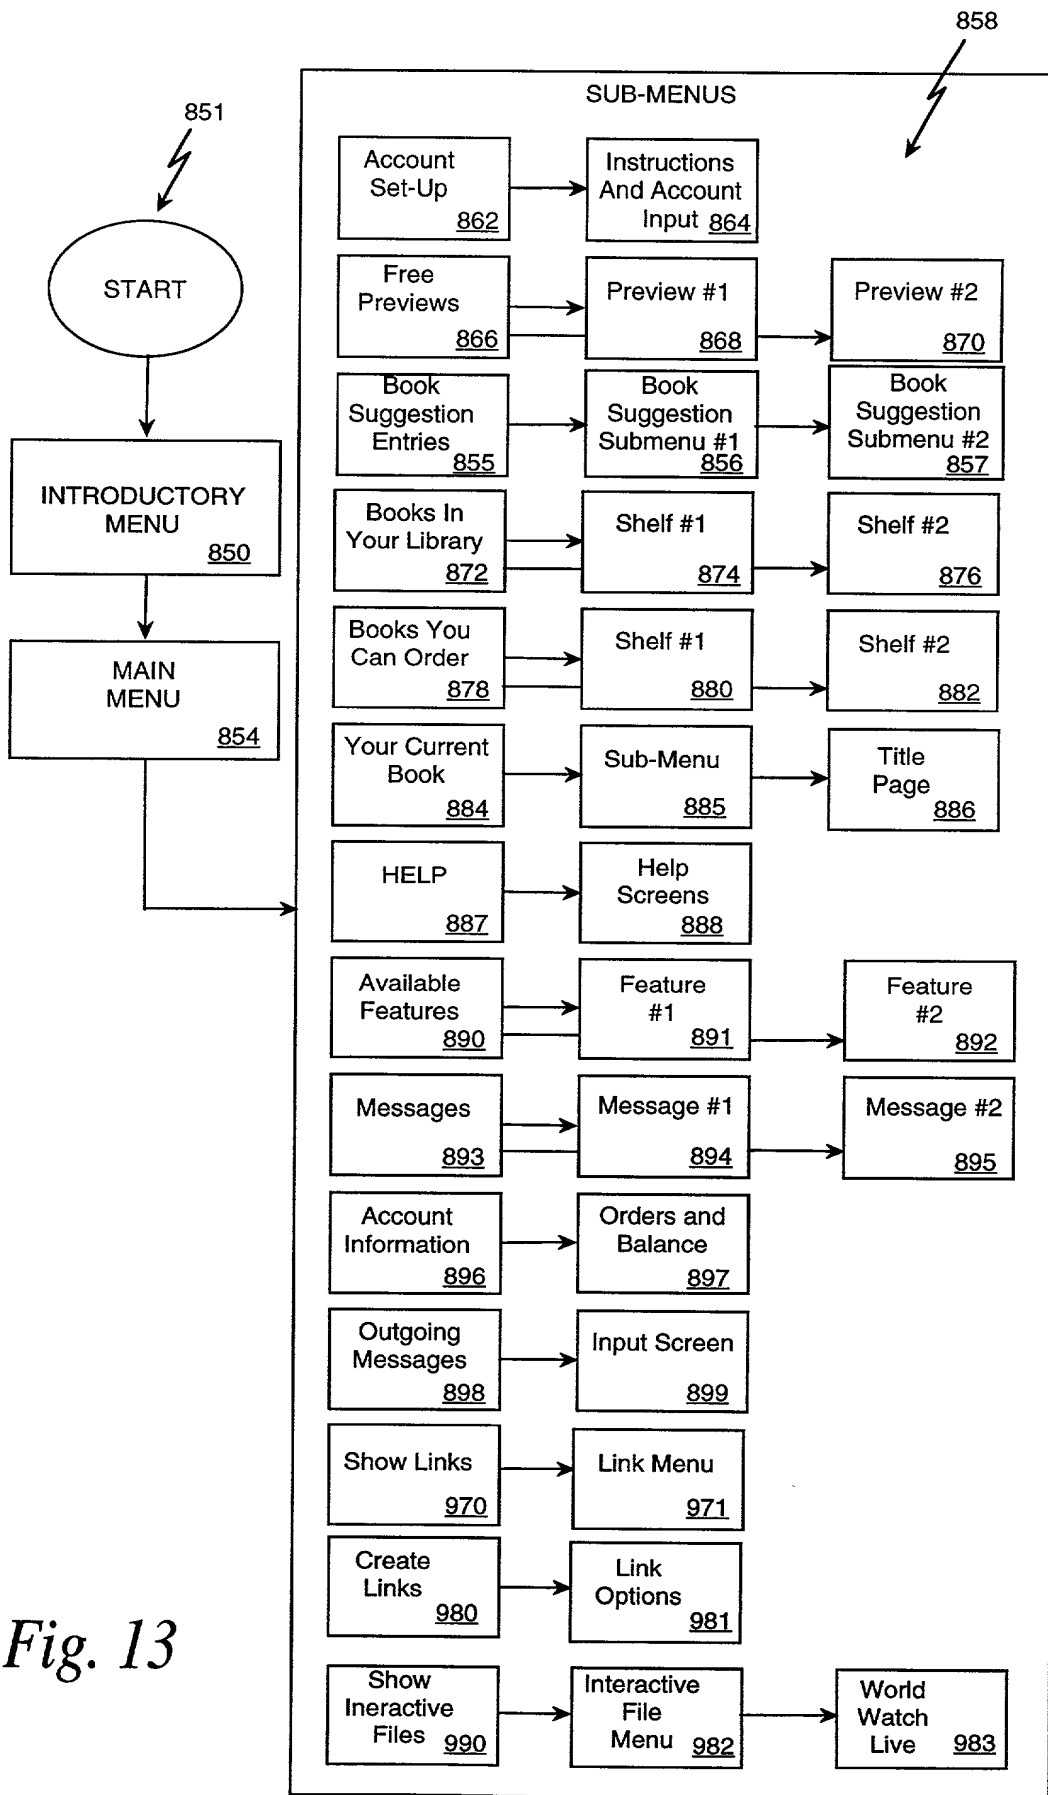 858
SUB-MENUS
851
START
INTRODUCTORY
MENU
850
MAIN
MENU
854
Account
Set-Up
862
Instructions
And Account
Input 864
Free
Previews
866
Preview #1
868
Preview #2
870
Book
Suggestion
Entries
855
Book
Suggestion
Submenu #1
856
Book
Suggestion
Submenu #2
857
Books In
Your Library
872
Shelf #1
874
Shelf #2
876
Books You
Can Order
878
Shelf #1
880
Shelf #2
882
Your Current
Book
884
Sub-Menu
885
Title
Page
886
HELP
887
Help
Screens
888
Available
Features
890
Feature
#1
891
Feature
#2
892
Messages
893
Message #1
894
Message #2
895
Account
Information
896
Orders and
Balance
897
Outgoing
Messages
898
Input Screen
899
Show Links
970
Link Menu
971
Create
Links
980
Link
Options
981
Show
Ineractive
Files
990
Interactive
File
Menu
982
World
Watch
Live
983
Fig. 13